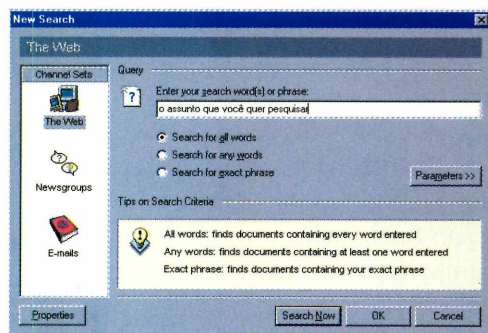 New Search
The Web
Channel Sets
The Web
Newsgroups
E-mails
Query
Enter your search word(s) or phrase:
o assunto que você quer pesquisar
Search for all words
Search for any words
Search for exact phrase
Parameters >>
Tips on Search Criteria
All words: finds documents containing every word entered
Any words: finds documents containing at least one word entered
Exact phrase: finds documents containing your exact phrase
Properties
Search Now
OK
Cancel